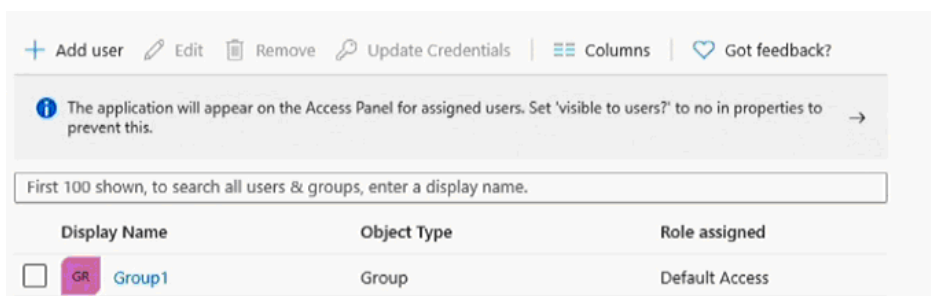 Add user Edit Remove Update Credentials Columns Got feedback?
The application will appear on the Access Panel for assigned users. Set 'visible to users?' to no in properties to
prevent this.
First 100 shown, to search all users & groups, enter a display name.
Display Name Object Type Role assigned
GR Group1 Group Default Access